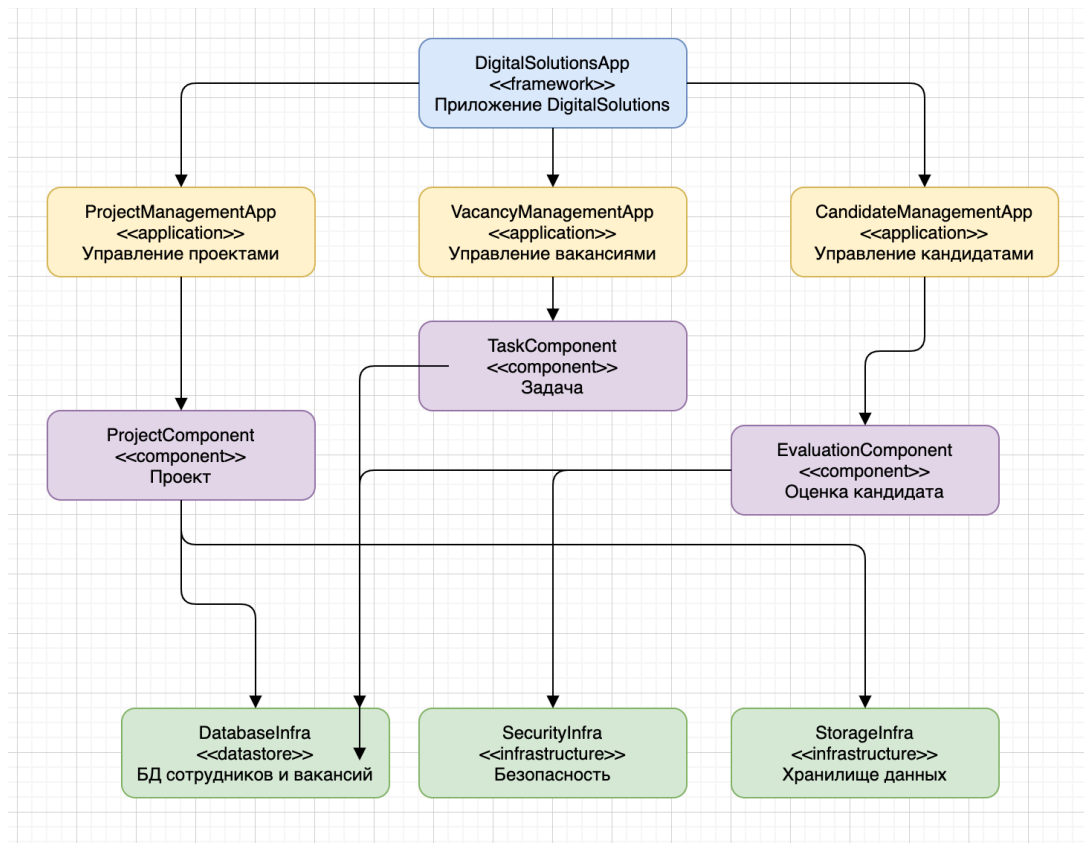 DigitalSolutionsApp
<<framework>>
Приложение DigitalSolutions
ProjectManagementApp
<<application>>
Управление проектами
VacancyManagementApp
<<application>>
Управление вакансиями
CandidateManagementApp
<<application>>
Управление кандидатами
TaskComponent
<<component>>
Задача
ProjectComponent
<<component>>
Проект
EvaluationComponent
<<component>>
Оценка кандидата
DatabaseInfra
<<datastore>>
БД сотрудников и вакансий
SecurityInfra
<<infrastructure>>
Безопасность
StorageInfra
<<infrastructure>>
Хранилище данных